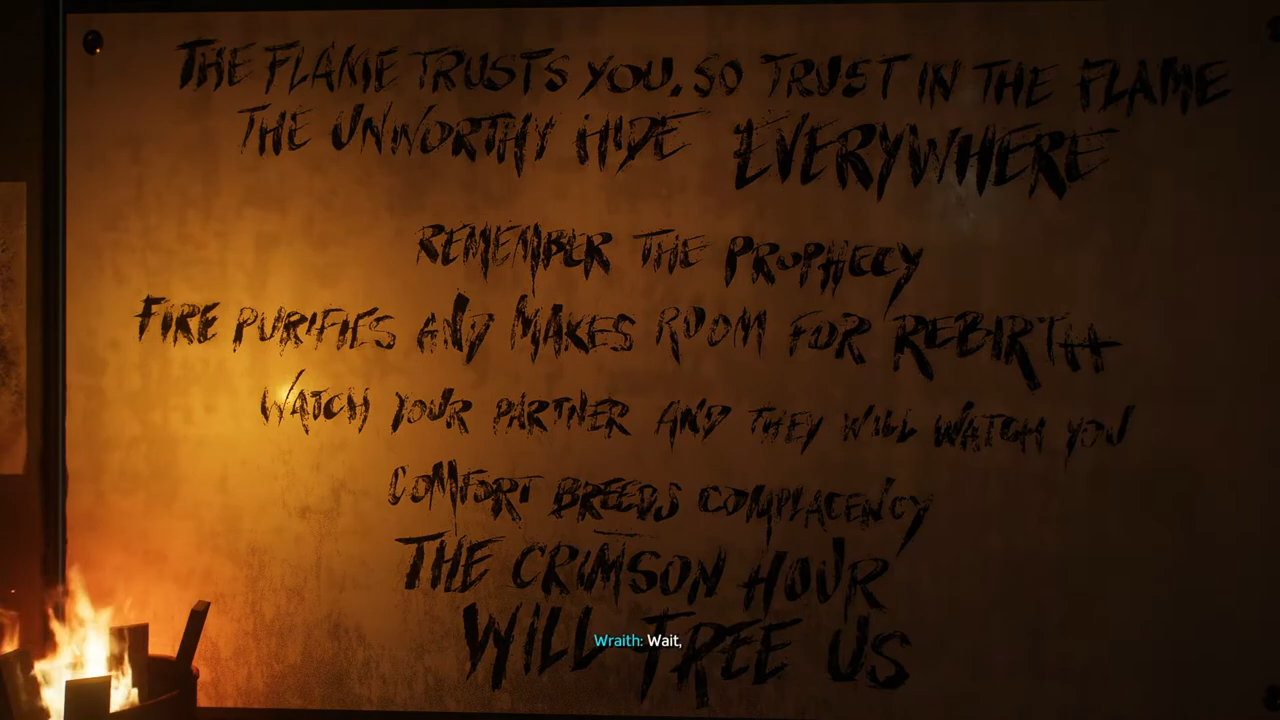 THE FLAME TRUSTS YOU. SO TRUST IN THE FLAME
THE UNWORTHY HIDE EVERYWHERE
REMEMBER THE PROPHECY
FIRE PURIFIES AND MAKES ROOM FOR REBIRTH
WATCH YOUR PARTNER AND THEY WILL WATCH YOU
COMFORT BREEDS COMPLACENCY
THE CRIMSON HOUR
WILL FREE US
Wraith: Wait,